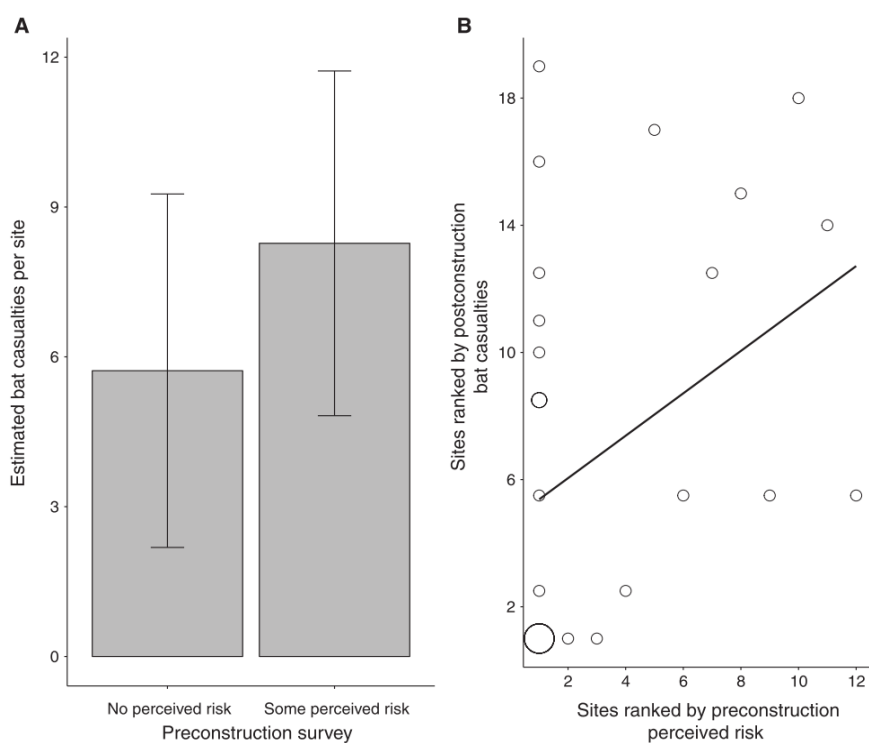 A
12
9
6
3
0
Estimated bat casualties per site
No perceived risk
Some perceived risk
Preconstruction survey
B
18
14
10
6
2
Sites ranked by postconstruction
bat casualties
2
4
6
8
10
12
Sites ranked by preconstruction
perceived risk